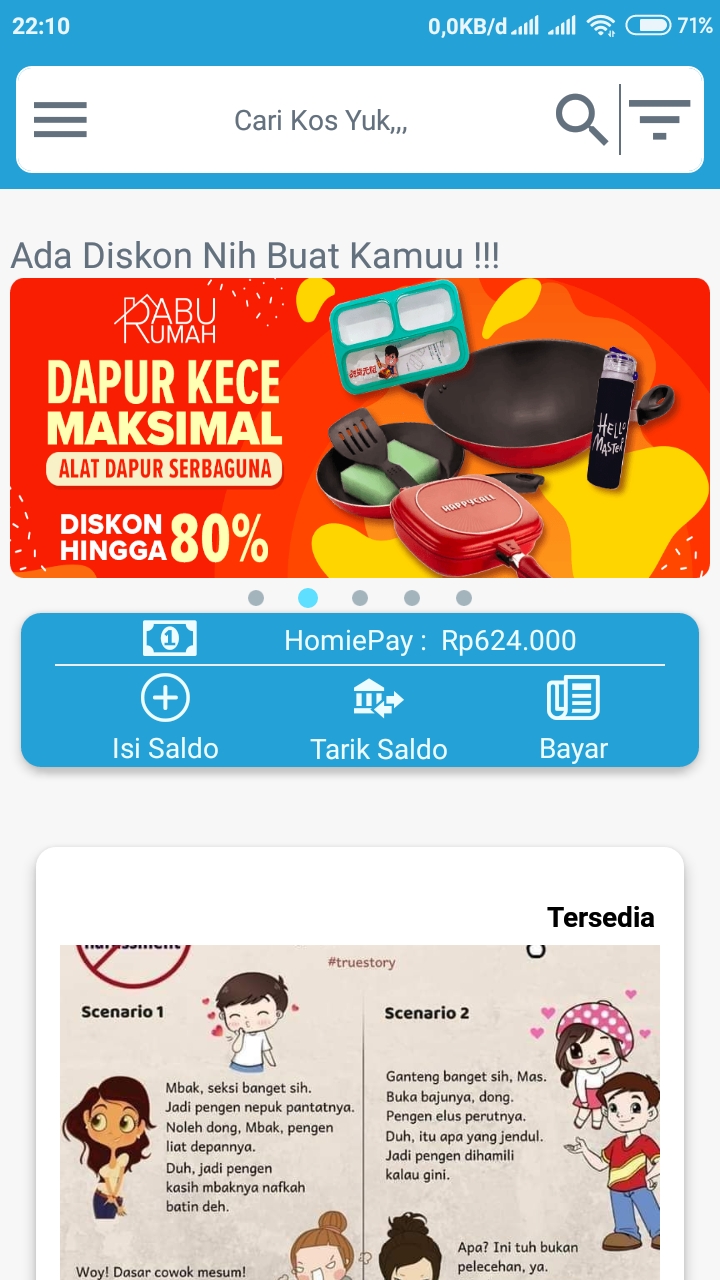 22:10
0,0KB/d
71%
Cari Kos Yuk,,,
Ada Diskon Nih Buat Kamuu !!!
RABU
RUMAH
DAPUR KECE
MAKSIMAL
ALAT DAPUR SERBAGUNA
DISKON
HINGGA 80%
HELLO
MASTER
HAPPYCALL
1
HomiePay : Rp624.000
Isi Saldo
Tarik Saldo
Bayar
Tersedia
harassment
#truestory
Scenario 1
Mbak, seksi banget sih.
Jadi pengen nepuk pantatnya.
Noleh dong, Mbak, pengen
liat depannya.
Duh, jadi pengen
kasih mbaknya nafkah
batin deh.
Woy! Dasar cowok mesum!
Scenario 2
Ganteng banget sih, Mas.
Buka bajunya, dong.
Pengen elus perutnya.
Duh, itu apa yang jendul.
Jadi pengen dihamili
kalau gini.
Apa? Ini tuh bukan
pelecehan, ya.